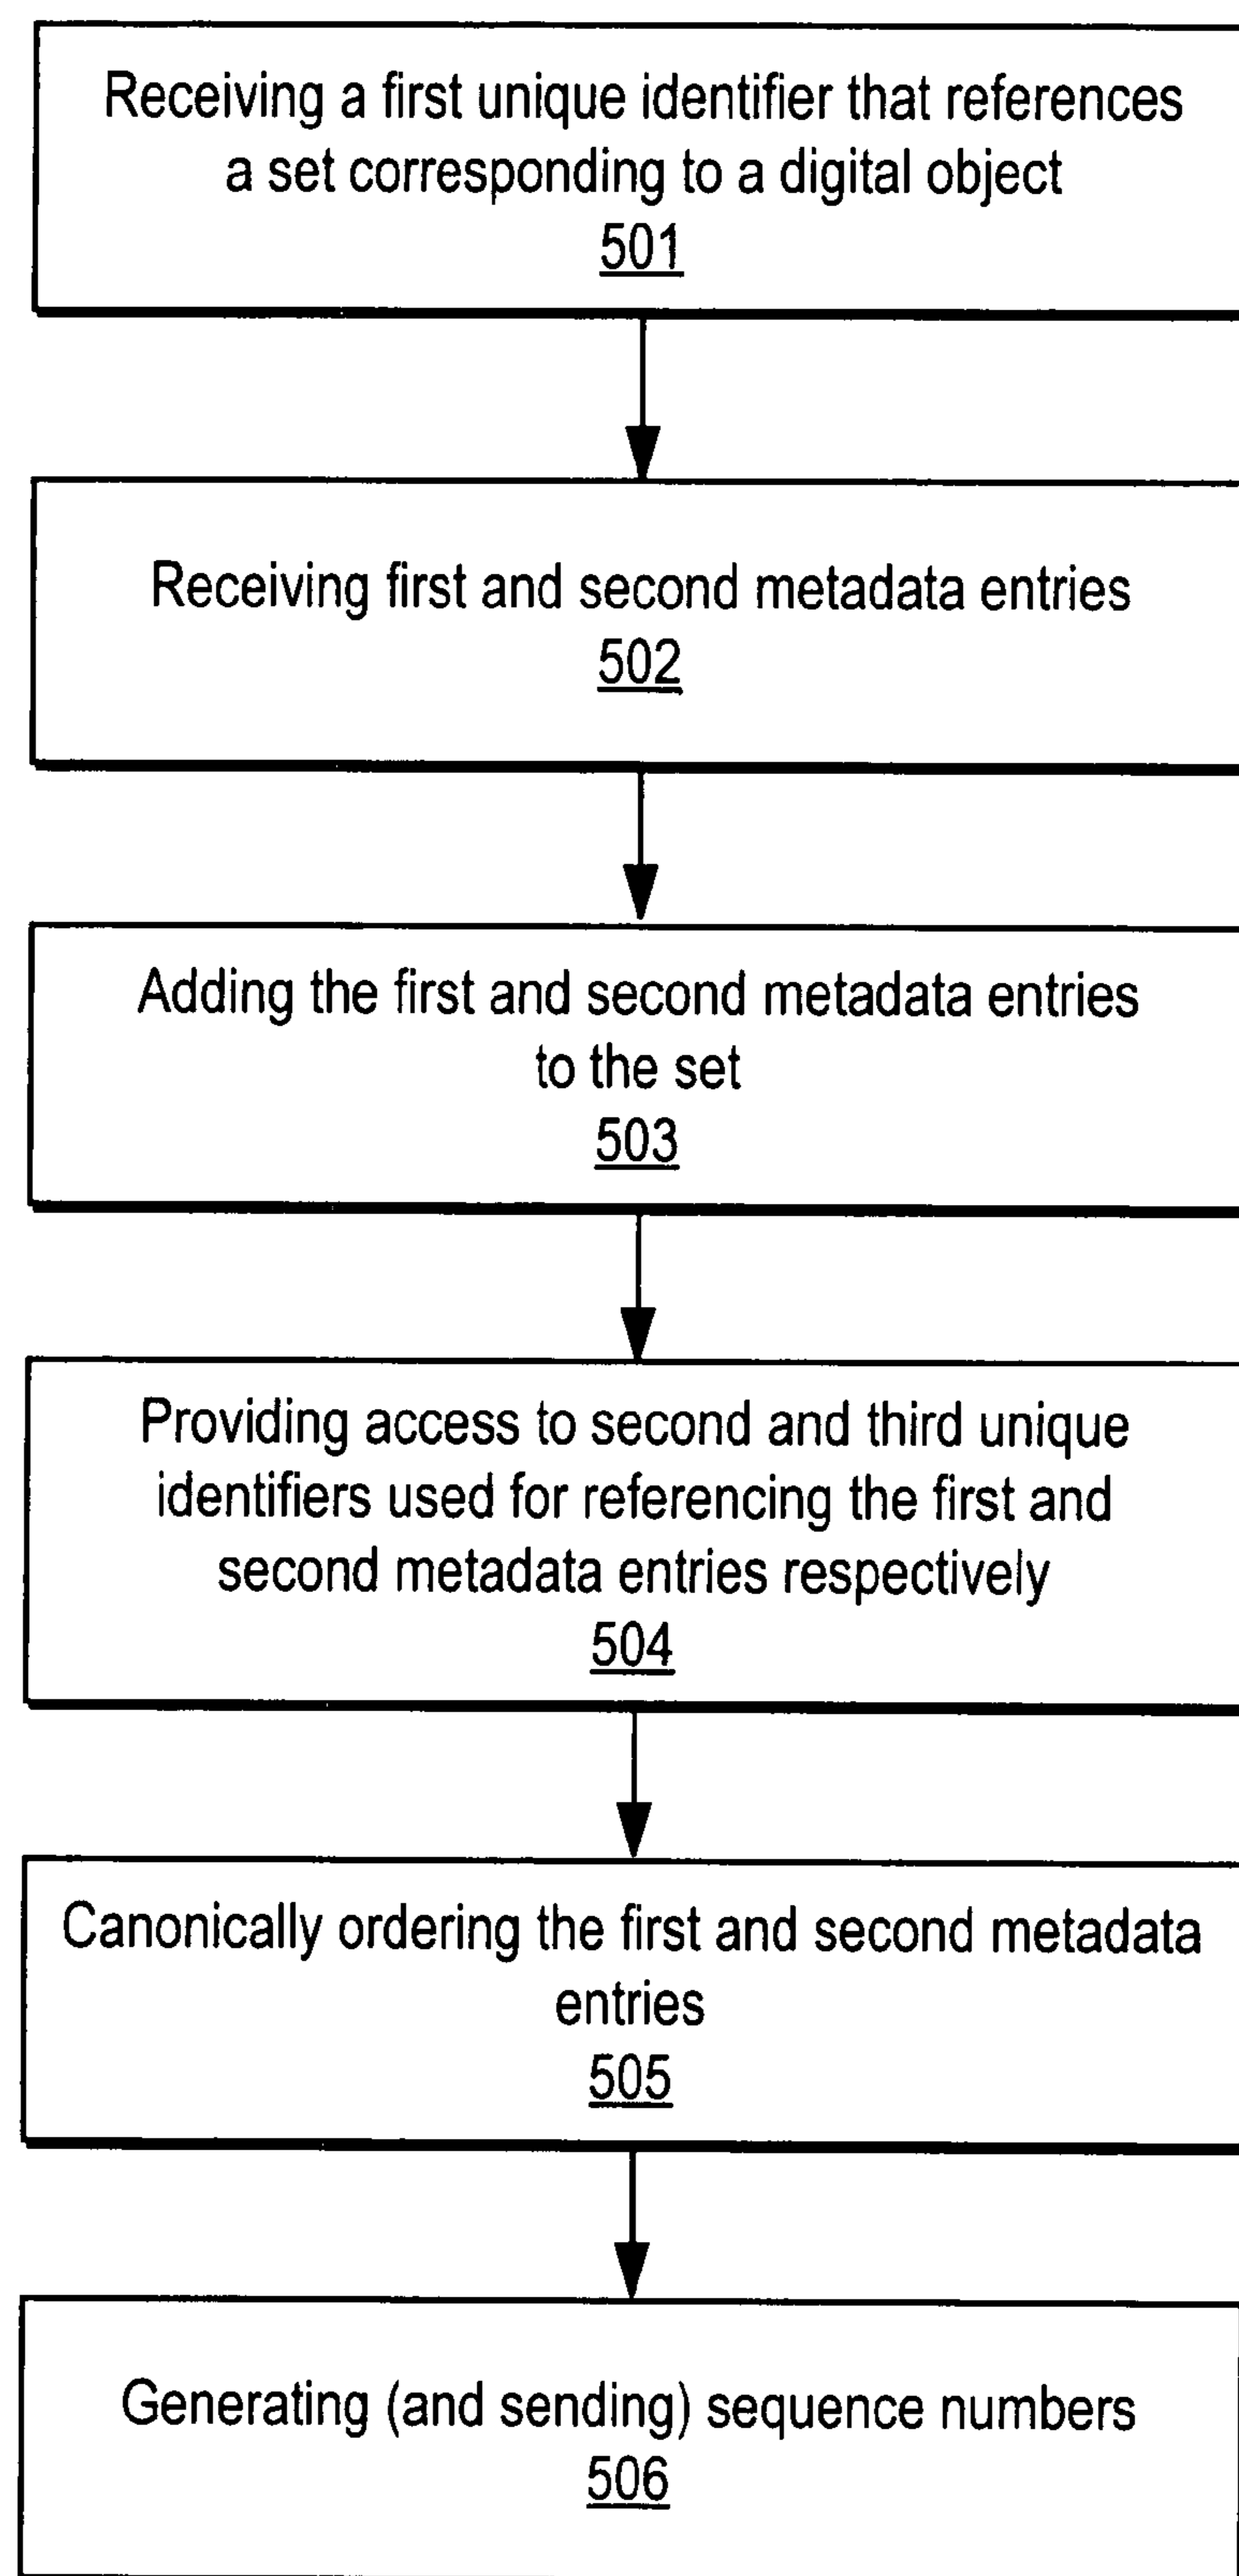 Receiving a first unique identifier that references
a set corresponding to a digital object
501
Receiving first and second metadata entries
502
Adding the first and second metadata entries
to the set
503
Providing access to second and third unique
identifiers used for referencing the first and
second metadata entries respectively
504
Canonically ordering the first and second metadata
entries
505
Generating (and sending) sequence numbers
506